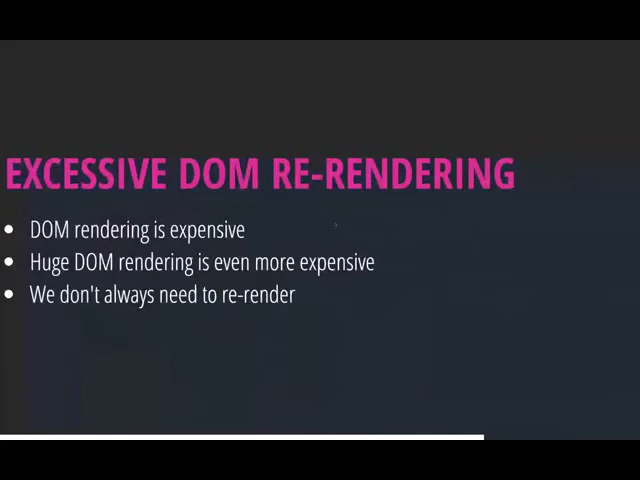 EXCESSIVE DOM RE-RENDERING
DOM rendering is expensive
Huge DOM rendering is even more expensive
We don't always need to re-render